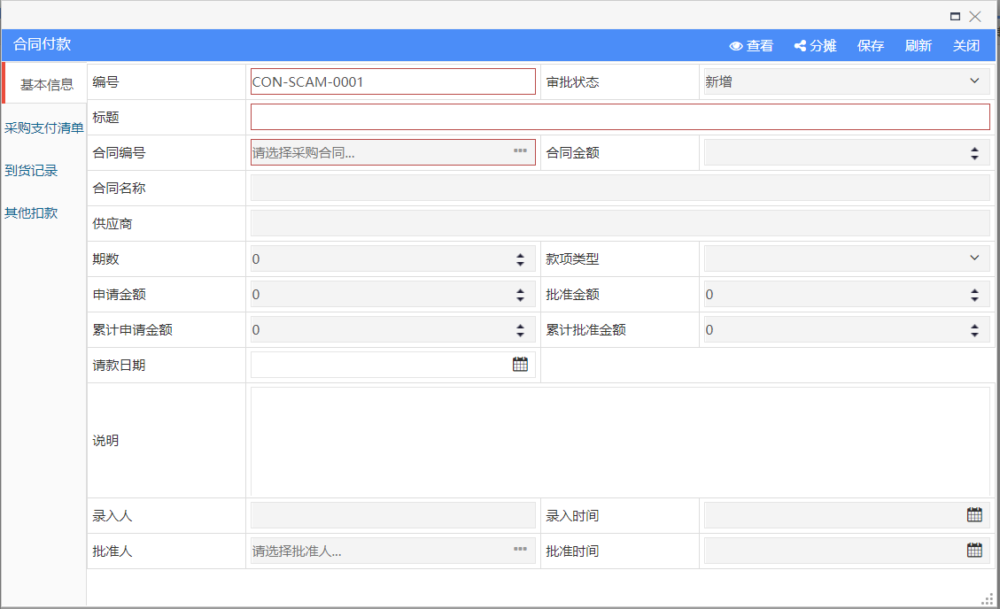 合同付款 查看 分摊 保存 刷新 关闭
基本信息
采购支付清单
到货记录
其他扣款
编号 CON-SCAM-0001 审批状态 新增
标题
合同编号 请选择采购合同... 合同金额
合同名称
供应商
期数 0 款项类型
申请金额 0 批准金额 0
累计申请金额 0 累计批准金额 0
请款日期
说明
录入人 录入时间
批准人 请选择批准人... 批准时间